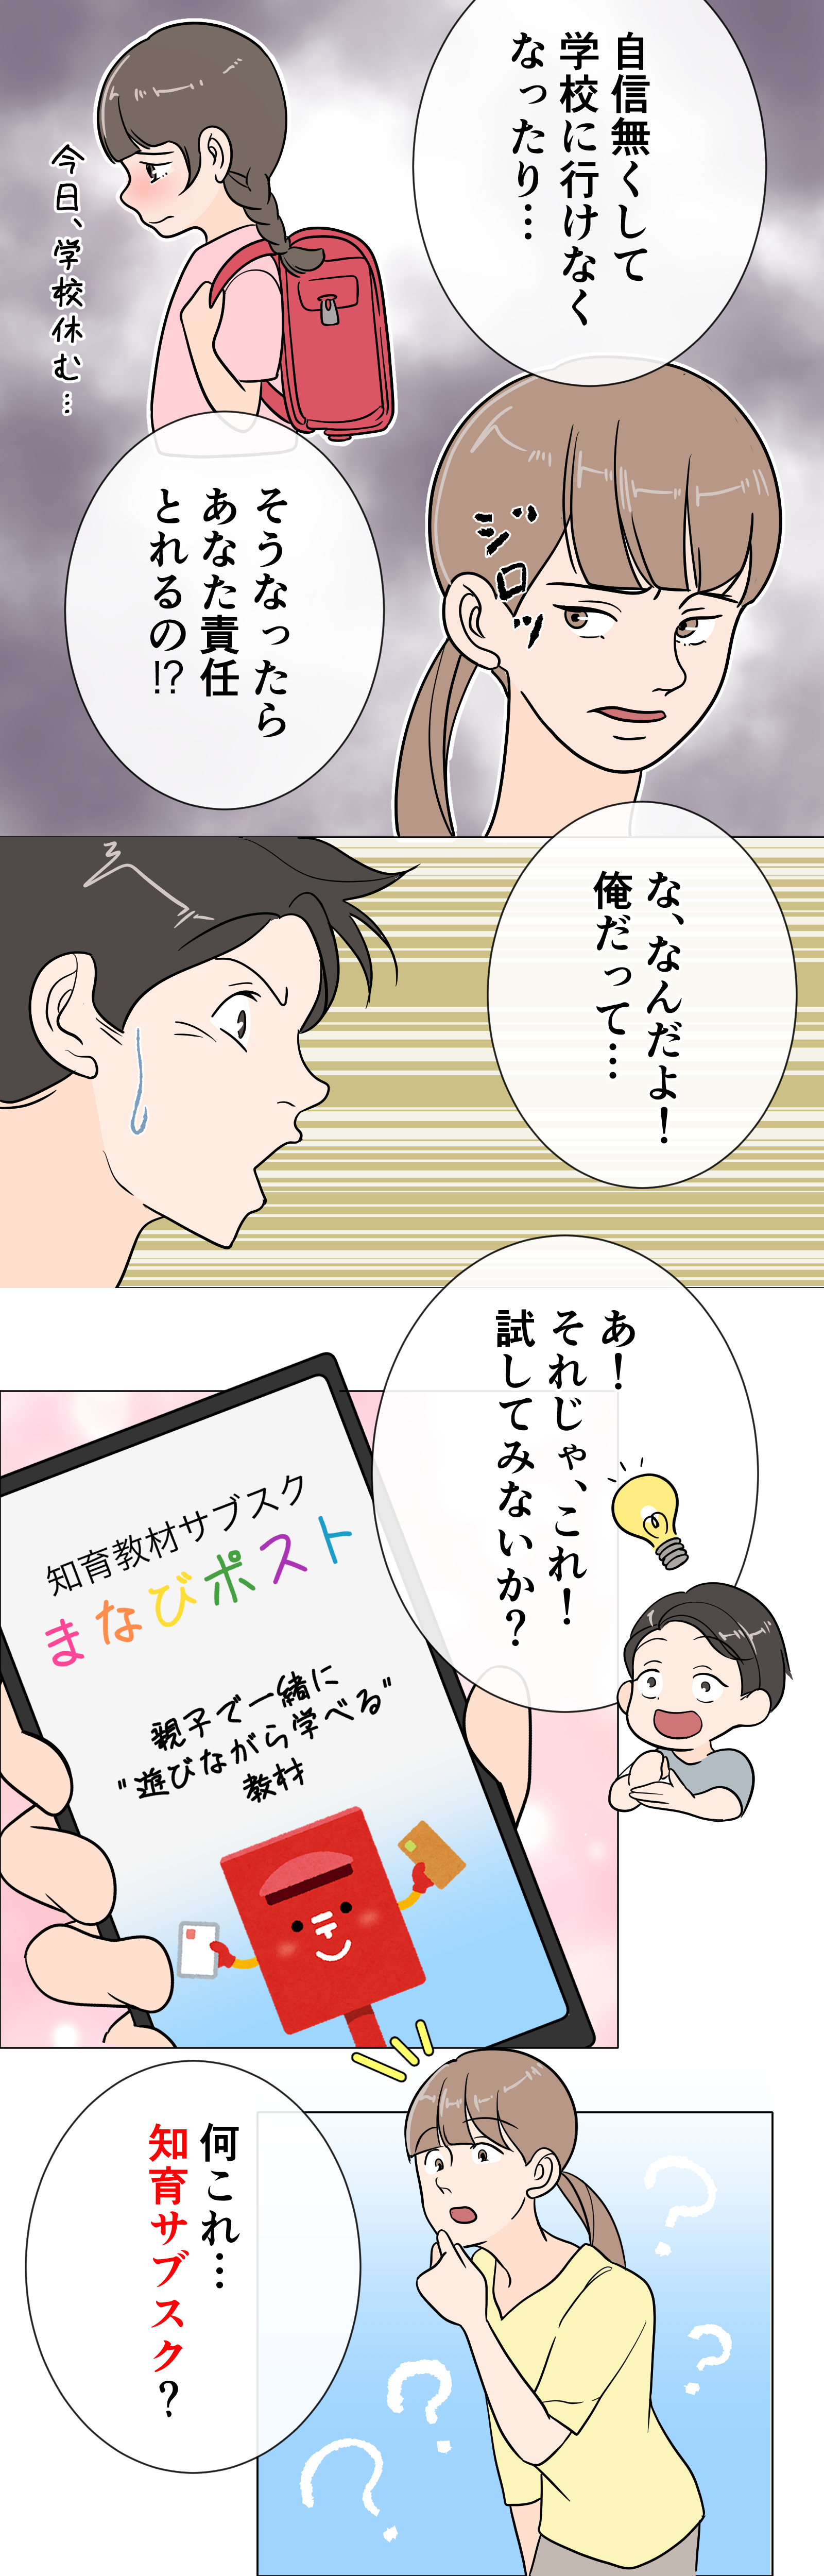 自信無くして
学校に行けなく
なったり…
今日、学校休む…
ジロッ
そうなったら
あなた責任
とれるの!?
な、なんだよ！
俺だって…
あ！
それじゃ、これ！
試してみないか？
知育教材サブスク
まなびポスト
親子で一緒に
"遊びながら学べる"
教材
何これ…
知育サブスク？